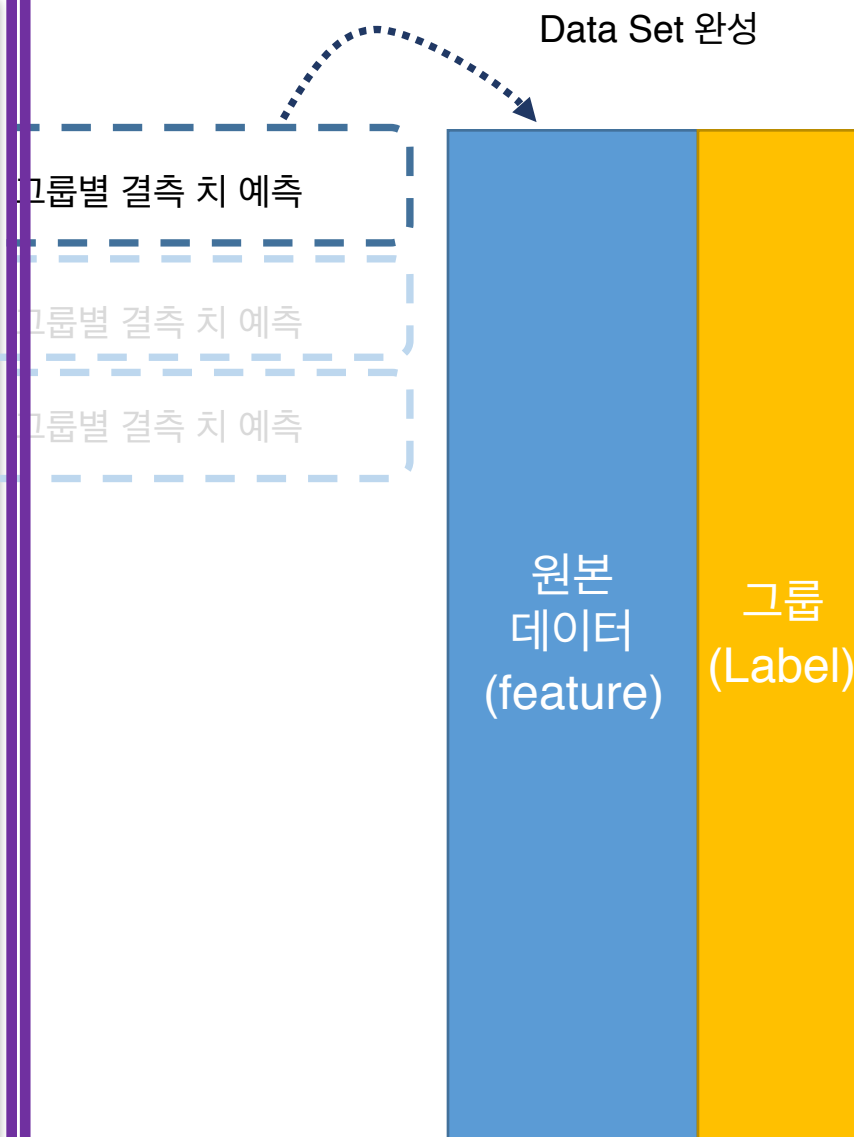 Data Set 완성
그룹별 결측 치 예측
그룹별 결측 치 예측
그룹별 결측 치 예측
원본
데이터
(feature)
그룹
(Label)